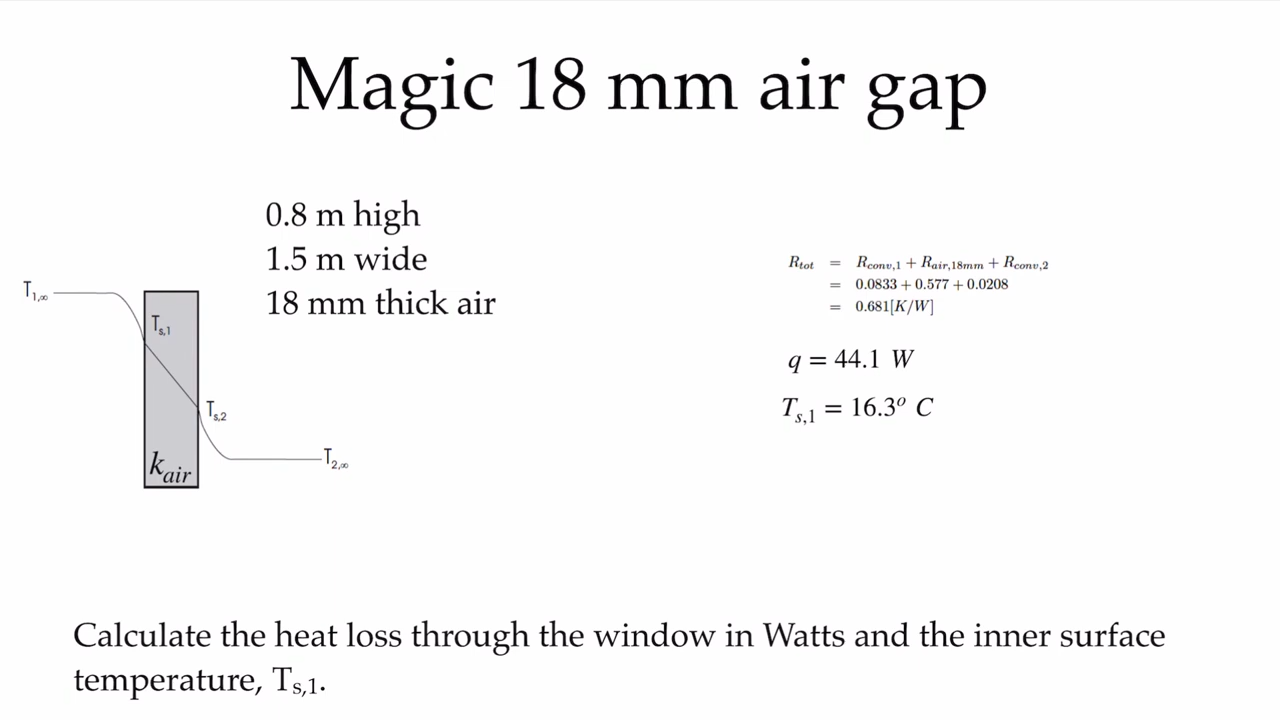 Magic 18 mm air gap
0.8 m high
1.5 m wide
18 mm thick air
T1,∞
Ts,1
Ts,2
T2,∞
kair
Rtot = Rconv,1 + Rair,18mm + Rconv,2
= 0.0833 + 0.577 + 0.0208
= 0.681[K/W]
q = 44.1 W
Ts,1 = 16.3° C
Calculate the heat loss through the window in Watts and the inner surface
temperature, Ts,1.